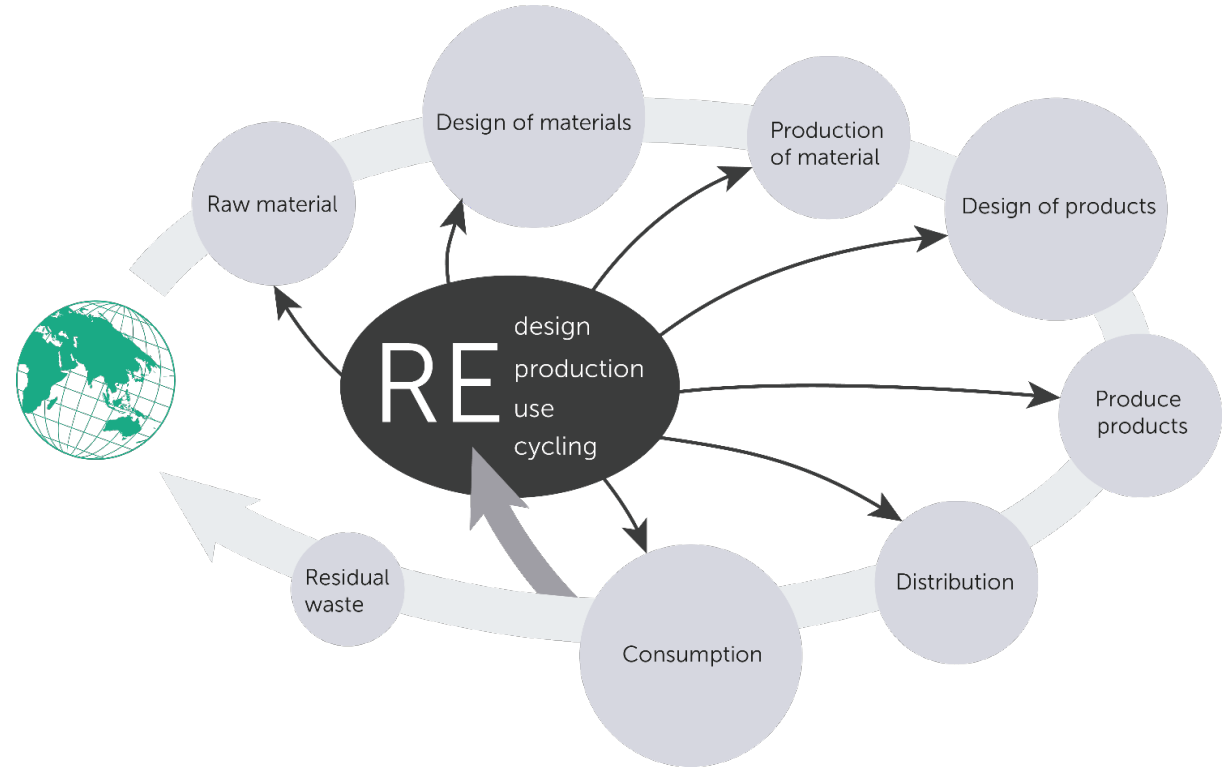 Design of materials
Production
of material
Raw material
Design of products
RE
design
production
use
cycling
Produce
products
Residual
waste
Distribution
Consumption